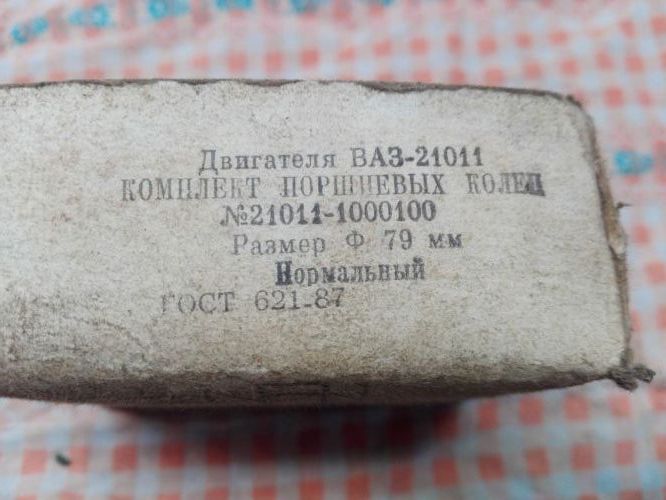 Двигателя ВАЗ-21011
КОМПЛЕКТ ПОРШНЕВЫХ КОЛЕЦ
№21011-1000100
Размер Ф 79 мм
Нормальный
ГОСТ 621-87